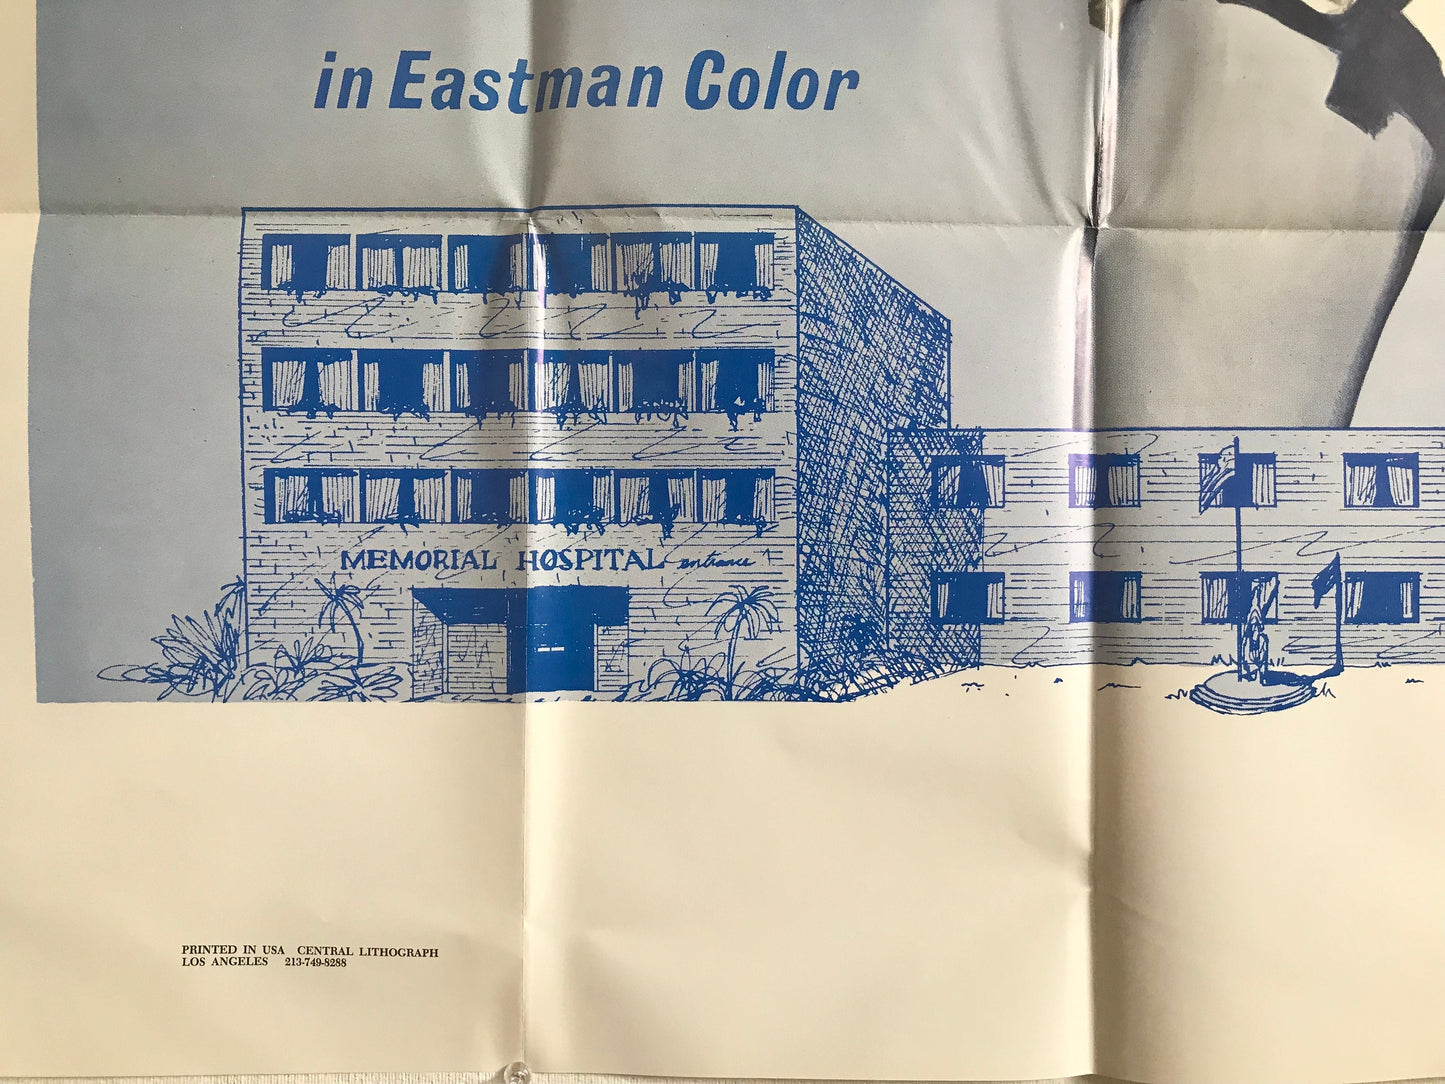 in Eastman Color
MEMORIAL HOSPITAL entrance
PRINTED IN USA CENTRAL LITHOGRAPH
LOS ANGELES 213-749-8288